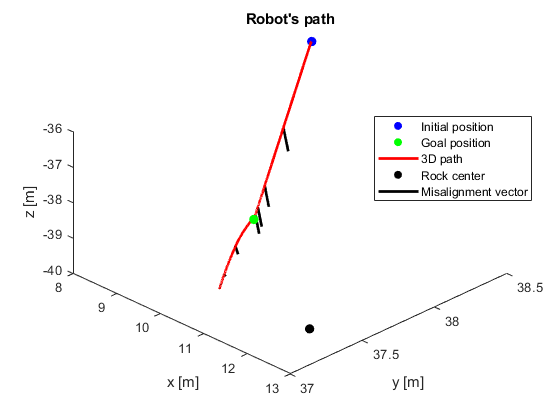 Robot's path
Initial position
Goal position
3D path
Rock center
Misalignment vector
z [m]
-36
-37
-38
-39
-40
8
9
10
11
12
13
x [m]
37
37.5
38
38.5
y [m]